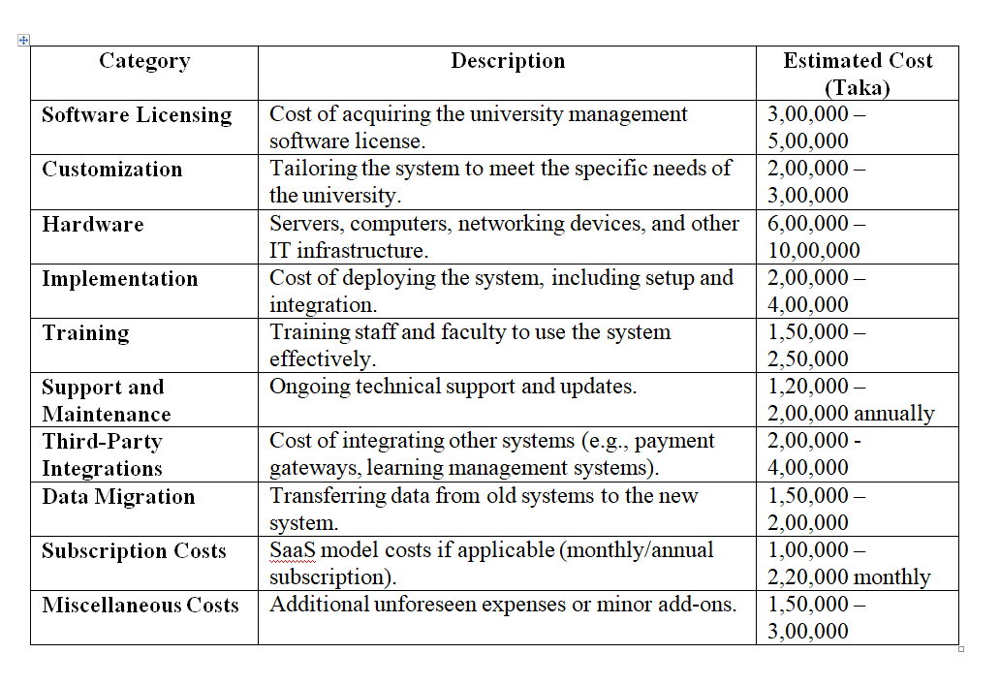 Category Description Estimated Cost
(Taka)
Software Licensing Cost of acquiring the university management 3,00,000 –
software license. 5,00,000
Customization Tailoring the system to meet the specific needs of 2,00,000 –
the university. 3,00,000
Hardware Servers, computers, networking devices, and other 6,00,000 –
IT infrastructure. 10,00,000
Implementation Cost of deploying the system, including setup and 2,00,000 –
integration. 4,00,000
Training Training staff and faculty to use the system 1,50,000 –
effectively. 2,50,000
Support and Ongoing technical support and updates. 1,20,000 –
Maintenance 2,00,000 annually
Third-Party Cost of integrating other systems (e.g., payment 2,00,000 -
Integrations gateways, learning management systems). 4,00,000
Data Migration Transferring data from old systems to the new 1,50,000 –
system. 2,00,000
Subscription Costs SaaS model costs if applicable (monthly/annual 1,00,000 –
subscription). 2,20,000 monthly
Miscellaneous Costs Additional unforeseen expenses or minor add-ons. 1,50,000 –
3,00,000